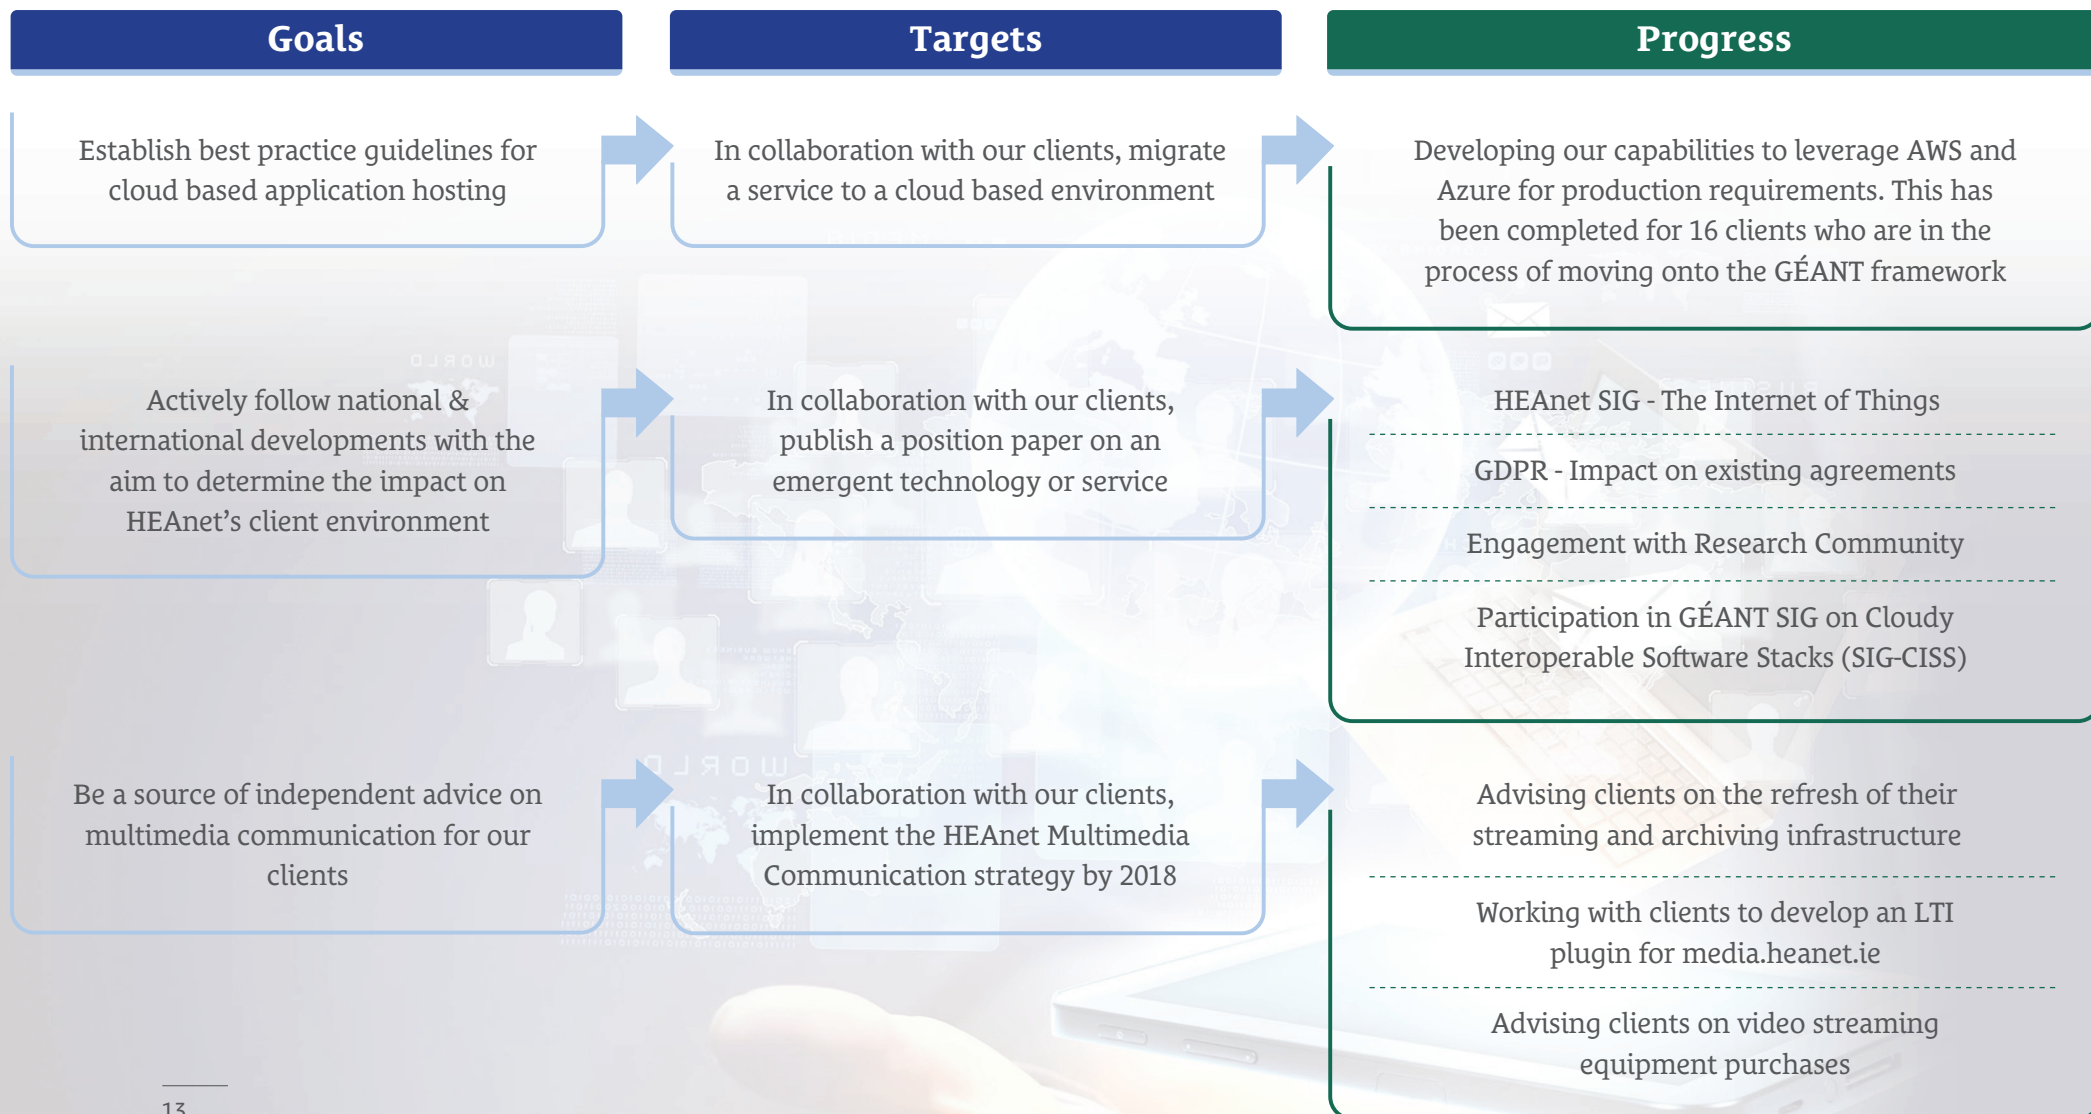 Goals
Targets
Progress
Establish best practice guidelines for
cloud based application hosting
In collaboration with our clients, migrate
a service to a cloud based environment
Developing our capabilities to leverage AWS and
Azure for production requirements. This has
been completed for 16 clients who are in the
process of moving onto the GÉANT framework
Actively follow national &
international developments with the
aim to determine the impact on
HEAnet’s client environment
In collaboration with our clients,
publish a position paper on an
emergent technology or service
HEAnet SIG - The Internet of Things
GDPR - Impact on existing agreements
Engagement with Research Community
Participation in GÉANT SIG on Cloudy
Interoperable Software Stacks (SIG-CISS)
Be a source of independent advice on
multimedia communication for our
clients
In collaboration with our clients,
implement the HEAnet Multimedia
Communication strategy by 2018
Advising clients on the refresh of their
streaming and archiving infrastructure
Working with clients to develop an LTI
plugin for media.heanet.ie
Advising clients on video streaming
equipment purchases
WORLD
WORLD
13